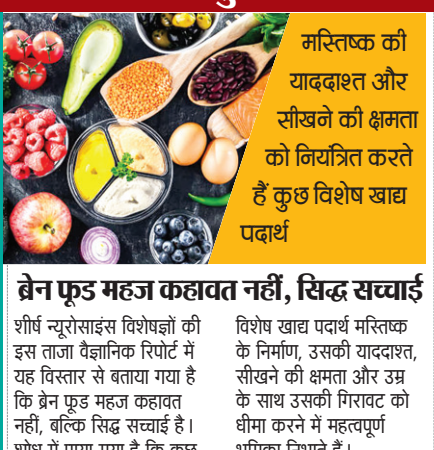 मस्तिष्क की
याददाश्त और
सीखने की क्षमता
को नियंत्रित करते
हैं कुछ विशेष खाद्य
पदार्थ
ब्रेन फूड महज कहावत नहीं, सिद्ध सच्चाई
शीर्ष न्यूरोसाइंस विशेषज्ञों की
इस ताजा वैज्ञानिक रिपोर्ट में
यह विस्तार से बताया गया है
कि ब्रेन फूड महज कहावत
नहीं, बल्कि सिद्ध सच्चाई है।
शोध में पाया गया है कि कुछ
विशेष खाद्य पदार्थ मस्तिष्क
के निर्माण, उसकी याददाश्त,
सीखने की क्षमता और उम्र
के साथ उसकी गिरावट को
धीमा करने में महत्वपूर्ण
भूमिका निभाते हैं।